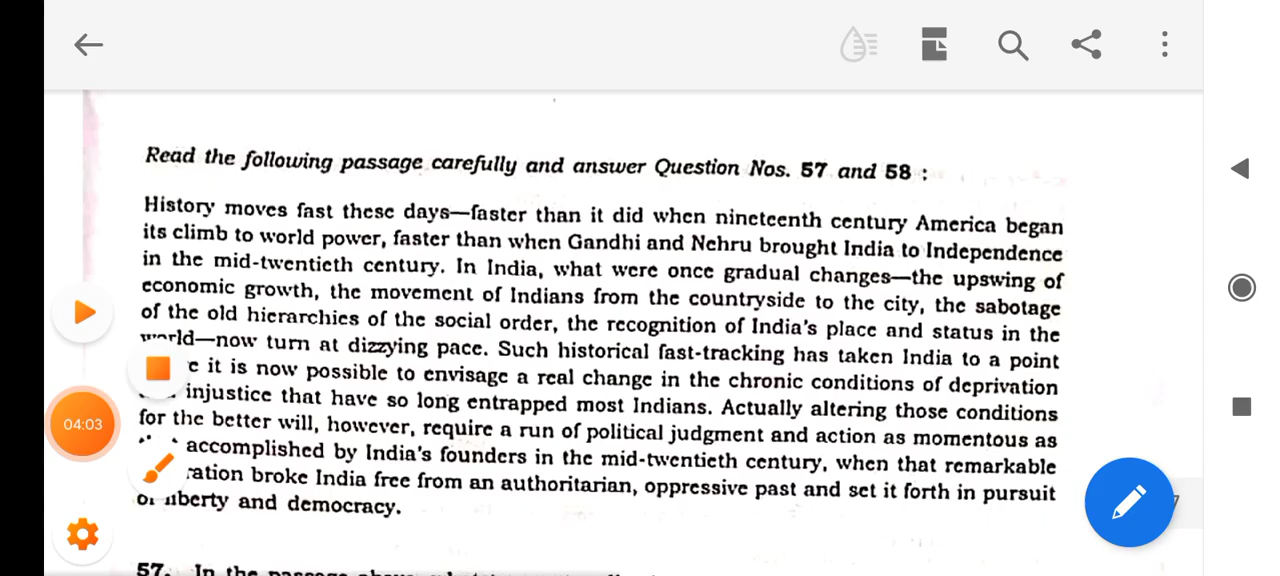 Read the following passage carefully and answer Question Nos. 57 and 58 :
History moves fast these days—faster than it did when nineteenth century America began
its climb to world power, faster than when Gandhi and Nehru brought India to Independence
in the mid-twentieth century. In India, what were once gradual changes—the upswing of
economic growth, the movement of Indians from the countryside to the city, the sabotage
of the old hierarchies of the social order, the recognition of India's place and status in the
world—now turn at dizzying pace. Such historical fast-tracking has taken India to a point
it is now possible to envisage a real change in the chronic conditions of deprivation
injustice that have so long entrapped most Indians. Actually altering those conditions
for the better will, however, require a run of political judgment and action as momentous as
accomplished by India's founders in the mid-twentieth century, when that remarkable
04:03
broke India free from an authoritarian, oppressive past and set it forth in pursuit
of liberty and democracy.
57. In the passage above